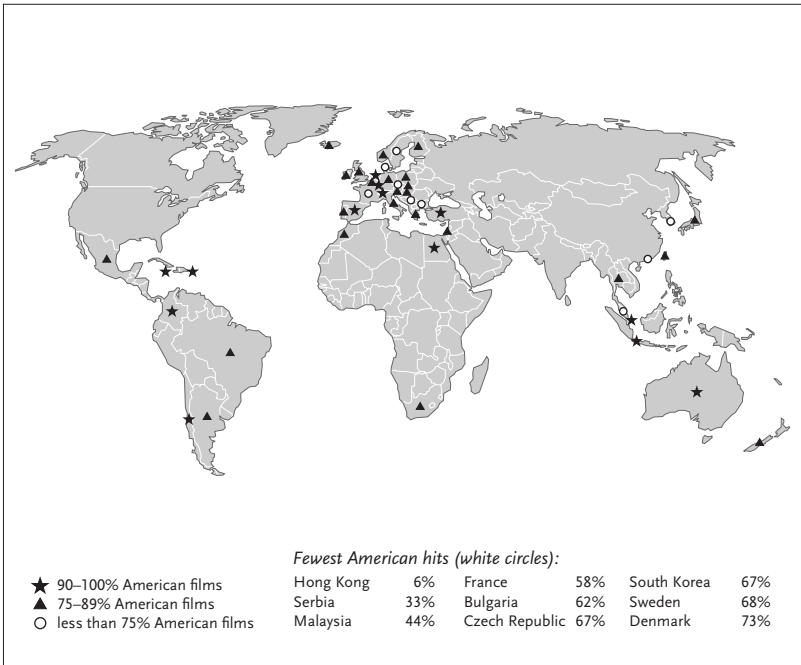 Fewest American hits (white circles):
90–100% American films
75–89% American films
less than 75% American films
Hong Kong 6% France 58% South Korea 67%
Serbia 33% Bulgaria 62% Sweden 68%
Malaysia 44% Czech Republic 67% Denmark 73%